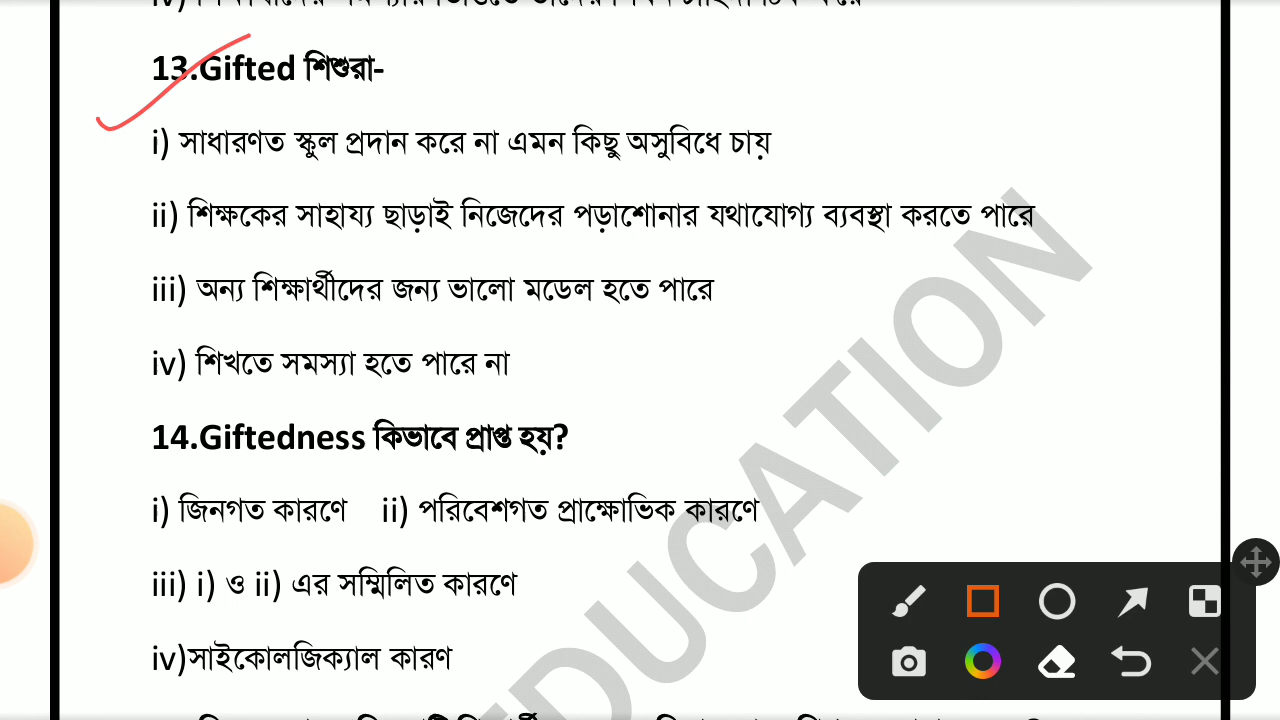 13.Gifted শিশুরা-
i) সাধারণত স্কুল প্রদান করে না এমন কিছু অসুবিধে চায়
ii) শিক্ষকের সাহায্য ছাড়াই নিজেদের পড়াশোনার যথাযোগ্য ব্যবস্থা করতে পারে
iii) অন্য শিক্ষার্থীদের জন্য ভালো মডেল হতে পারে
iv) শিখতে সমস্যা হতে পারে না
14.Giftedness কিভাবে প্রাপ্ত হয়?
i) জিনগত কারণে ii) পরিবেশগত প্রাক্ষোভিক কারণে
iii) i) ও ii) এর সম্মিলিত কারণে
iv)সাইকোলজিক্যাল কারণ
EDUCATION